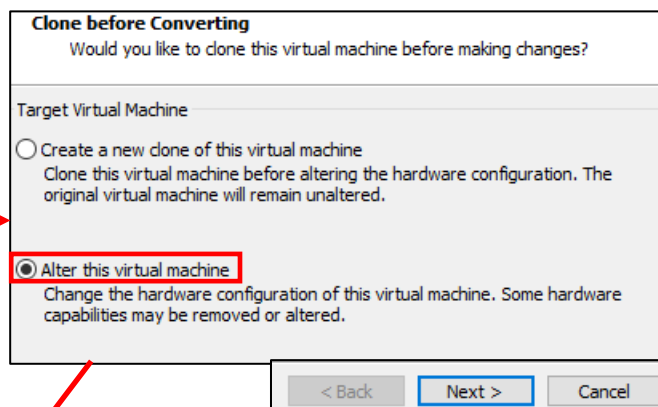 Clone before Converting
Would you like to clone this virtual machine before making changes?
Target Virtual Machine
Create a new clone of this virtual machine
Clone this virtual machine before altering the hardware configuration. The
original virtual machine will remain unaltered.
Alter this virtual machine
Change the hardware configuration of this virtual machine. Some hardware
capabilities may be removed or altered.
< Back Next > Cancel